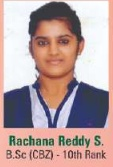 Rachana Reddy S.
B.Sc (CBZ) - 10th Rank